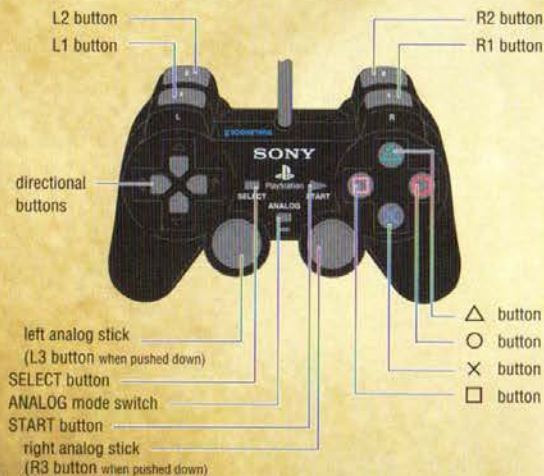 L2 button
L1 button
R2 button
R1 button
L
R
SONY
PlayStation
SELECT
START
ANALOG
directional
buttons
left analog stick
(L3 button when pushed down)
SELECT button
ANALOG mode switch
START button
right analog stick
(R3 button when pushed down)
△ button
○ button
✕ button
□ button